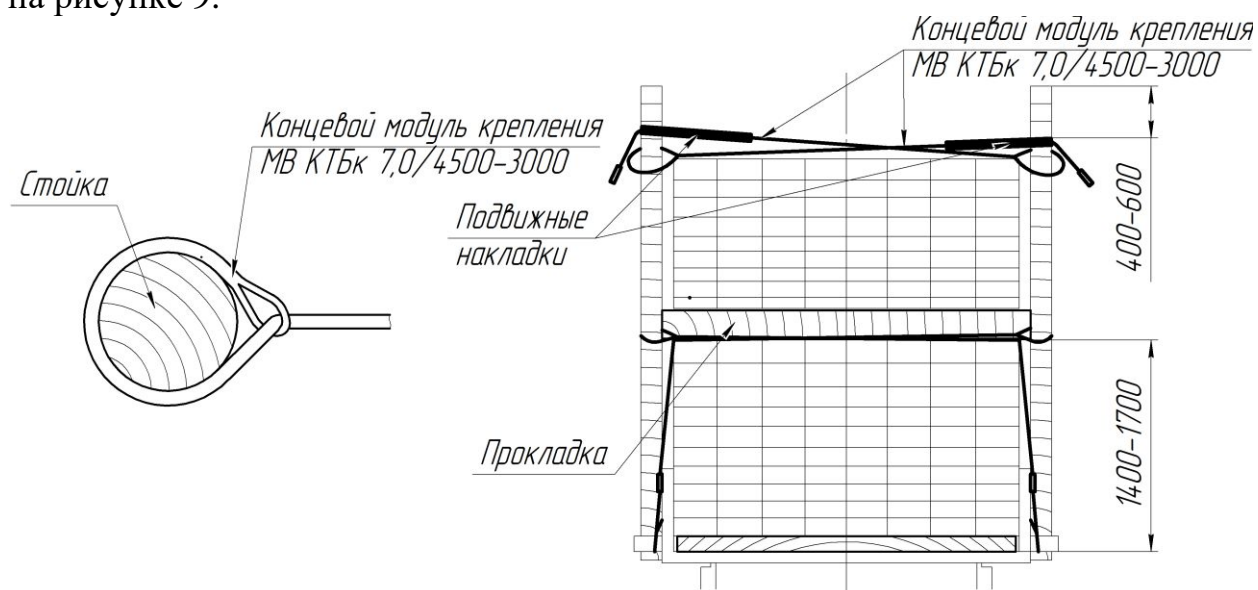 на рисунке 9.
Концевой модуль крепления
МВ КТБк 7,0/4500-3000
Концевой модуль крепления
МВ КТБк 7,0/4500-3000
Стойка
Подвижные
накладки
400-600
Прокладка
1400-1700